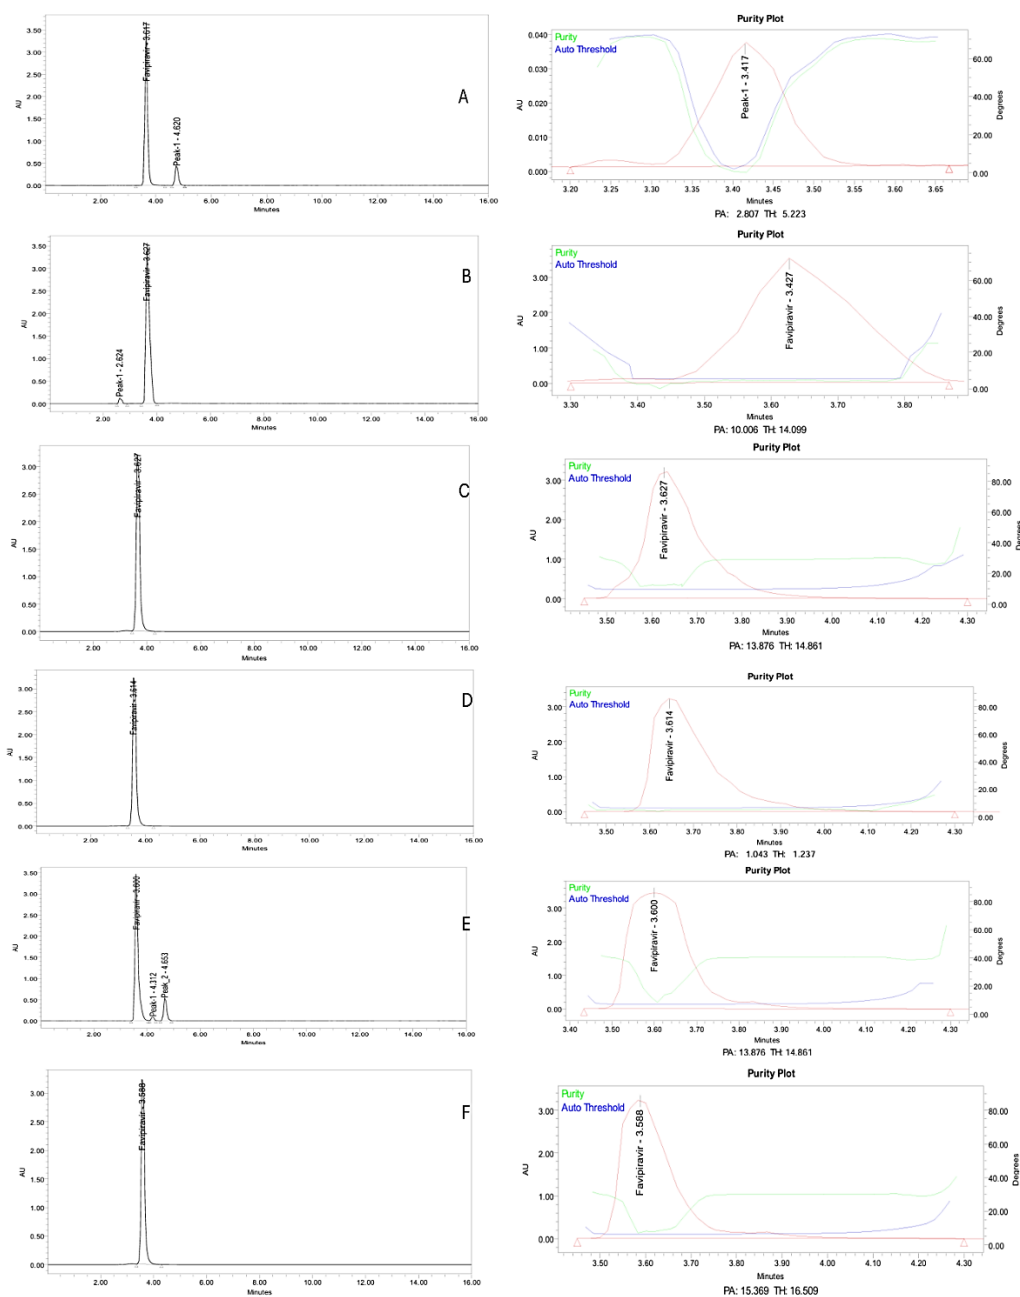 A
AU
3.50
3.00
2.50
2.00
1.50
1.00
0.50
0.00
Favipiravir - 3.617
Peak-1 - 4.620
2.00 4.00 6.00 8.00 10.00 12.00 14.00 16.00
Minutes
Purity Plot
Purity
Auto Threshold
AU
0.040
0.030
0.020
0.010
0.000
Peak-1 - 3.417
60.00
40.00
20.00
0.00
Degrees
3.20 3.25 3.30 3.35 3.40 3.45 3.50 3.55 3.60 3.65
Minutes
PA: 2.807 TH: 5.223
B
AU
3.50
3.00
2.50
2.00
1.50
1.00
0.50
0.00
Peak-1 - 2.624
Favipiravir - 3.627
2.00 4.00 6.00 8.00 10.00 12.00 14.00 16.00
Minutes
Purity Plot
Purity
Auto Threshold
AU
3.00
2.00
1.00
0.00
Favipiravir - 3.427
60.00
40.00
20.00
0.00
Degrees
3.30 3.40 3.50 3.60 3.70 3.80
Minutes
PA: 10.006 TH: 14.099
C
AU
3.00
2.50
2.00
1.50
1.00
0.50
0.00
Favipiravir - 3.627
2.00 4.00 6.00 8.00 10.00 12.00 14.00 16.00
Minutes
Purity Plot
Purity
Auto Threshold
AU
3.00
2.00
1.00
0.00
Favipiravir - 3.627
80.00
60.00
40.00
20.00
0.00
Degrees
3.50 3.60 3.70 3.80 3.90 4.00 4.10 4.20 4.30
Minutes
PA: 13.876 TH: 14.861
D
AU
3.00
2.50
2.00
1.50
1.00
0.50
0.00
Favipiravir - 3.614
2.00 4.00 6.00 8.00 10.00 12.00 14.00 16.00
Minutes
Purity Plot
Purity
Auto Threshold
AU
3.00
2.00
1.00
0.00
Favipiravir - 3.614
80.00
60.00
40.00
20.00
0.00
Degrees
3.50 3.60 3.70 3.80 3.90 4.00 4.10 4.20 4.30
Minutes
PA: 1.043 TH: 1.237
E
AU
3.50
3.00
2.50
2.00
1.50
1.00
0.50
0.00
Favipiravir - 3.600
Peak-1 - 4.312
Peak_2 - 4.653
2.00 4.00 6.00 8.00 10.00 12.00 14.00 16.00
Minutes
Purity Plot
Purity
Auto Threshold
AU
3.00
2.00
1.00
0.00
Favipiravir - 3.600
80.00
60.00
40.00
20.00
0.00
Degrees
3.40 3.50 3.60 3.70 3.80 3.90 4.00 4.10 4.20 4.30
Minutes
PA: 13.876 TH: 14.861
F
AU
3.00
2.50
2.00
1.50
1.00
0.50
0.00
Favipiravir - 3.588
2.00 4.00 6.00 8.00 10.00 12.00 14.00 16.00
Minutes
Purity Plot
Purity
Auto Threshold
AU
3.00
2.00
1.00
0.00
Favipiravir - 3.588
80.00
60.00
40.00
20.00
0.00
Degrees
3.50 3.60 3.70 3.80 3.90 4.00 4.10 4.20 4.30
Minutes
PA: 15.369 TH: 16.509